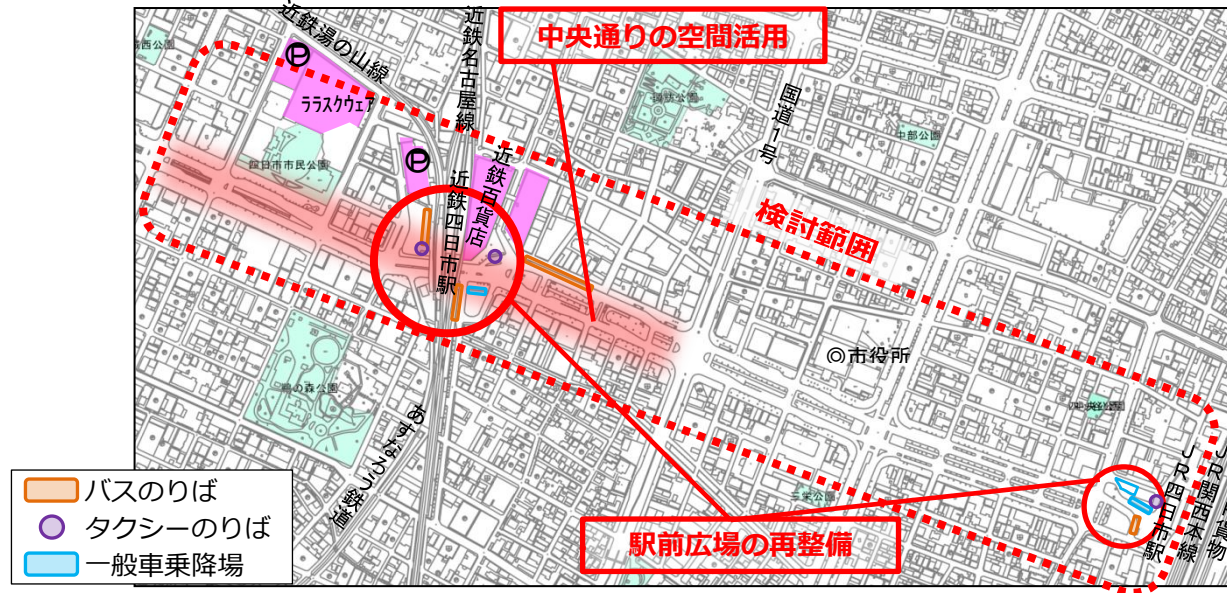 中央通りの空間活用
近鉄湯の山線
近鉄名古屋線
国道1号
Ⓟ
ララスクウェア
諏訪公園
中部公園
四日市市民公園
Ⓟ
近鉄百貨店
近鉄四日市駅
検討範囲
◎市役所
鵜の森公園
あすなろう鉄道
三栄公園
JR四日市駅
JR関西本線
貨物
駅前広場の再整備
バスのりば
タクシーのりば
一般車乗降場